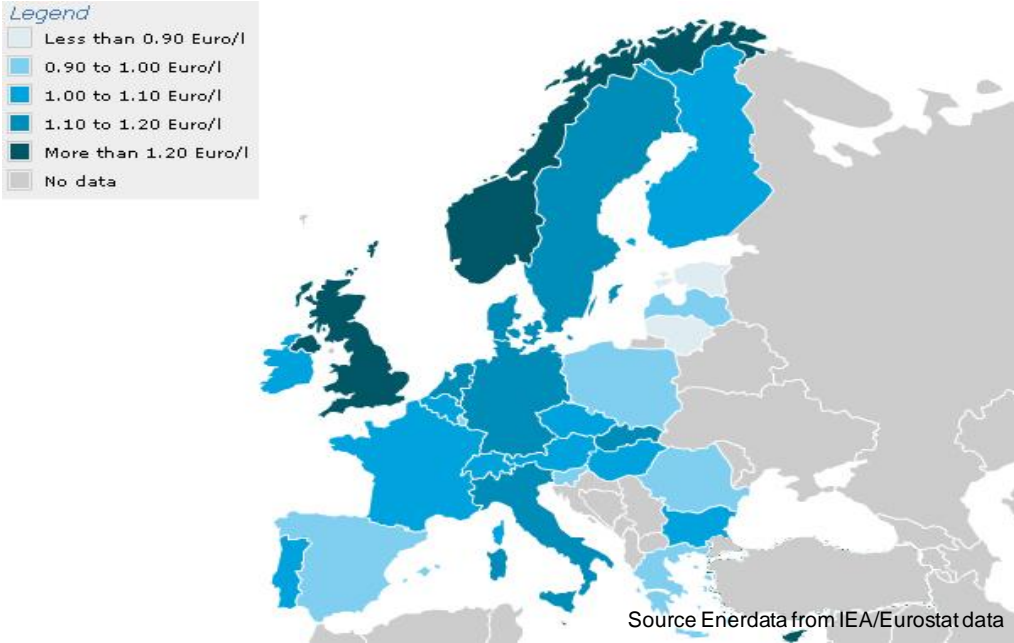 Legend
Less than 0.90 Euro/l
0.90 to 1.00 Euro/l
1.00 to 1.10 Euro/l
1.10 to 1.20 Euro/l
More than 1.20 Euro/l
No data
Source Enerdata from IEA/Eurostat data